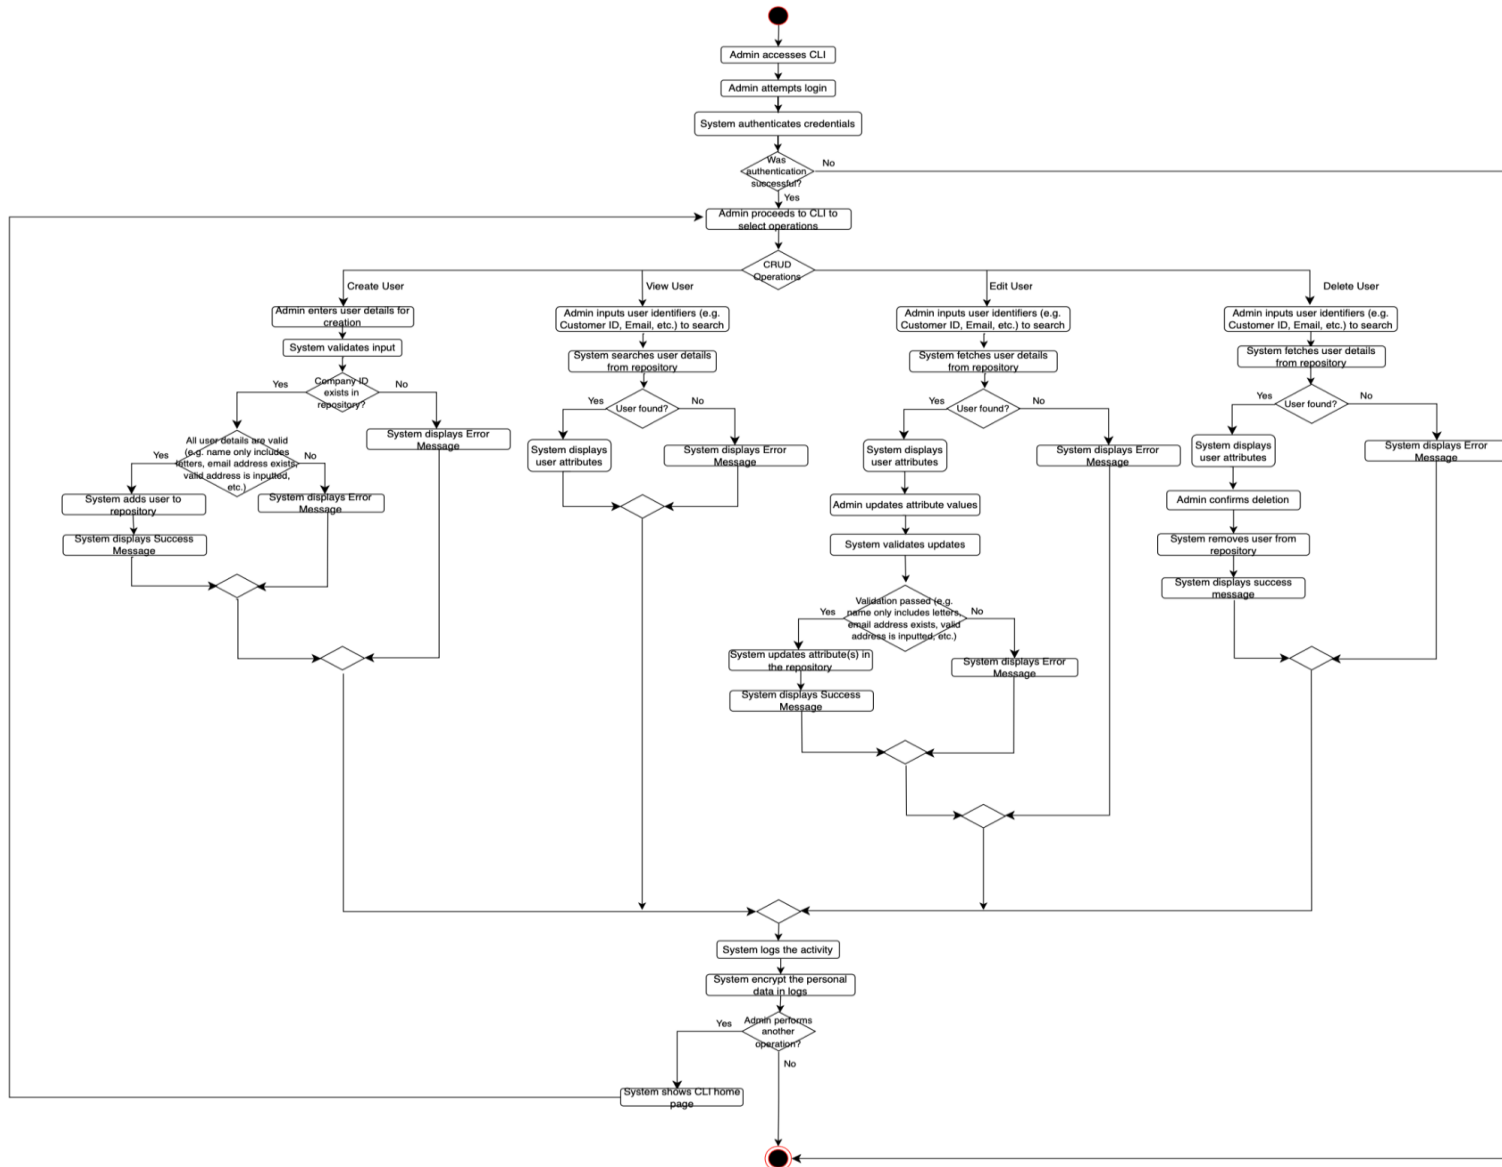 Admin accesses CLI
Admin attempts login
System authenticates credentials
Was
authentication
successful?
No
Yes
Admin proceeds to CLI to
select operations
CRUD
Operations
Create User
View User
Edit User
Delete User
Admin enters user details for
creation
System validates input
Company ID
exists in
repository?
Yes
No
All user details are valid
(e.g. name only includes
letters, email address exists,
valid address is inputted,
etc.)
Yes
No
System displays Error
Message
System adds user to
repository
System displays Error
Message
System displays Success
Message
Admin inputs user identifiers (e.g.
Customer ID, Email, etc.) to search
System searches user details
from repository
User found?
Yes
No
System displays
user attributes
System displays Error
Message
Admin inputs user identifiers (e.g.
Customer ID, Email, etc.) to search
System fetches user details
from repository
User found?
Yes
No
System displays
user attributes
System displays Error
Message
Admin updates attribute values
System validates updates
Validation passed (e.g.
name only includes letters,
email address exists, valid
address is inputted, etc.)
Yes
No
System updates attribute(s) in
the repository
System displays Error
Message
System displays Success
Message
Admin inputs user identifiers (e.g.
Customer ID, Email, etc.) to search
System fetches user details
from repository
User found?
Yes
No
System displays
user attributes
System displays Error
Message
Admin confirms deletion
System removes user from
repository
System displays success
message
System logs the activity
System encrypt the personal
data in logs
Admin performs
another
operation?
Yes
No
System shows CLI home
page